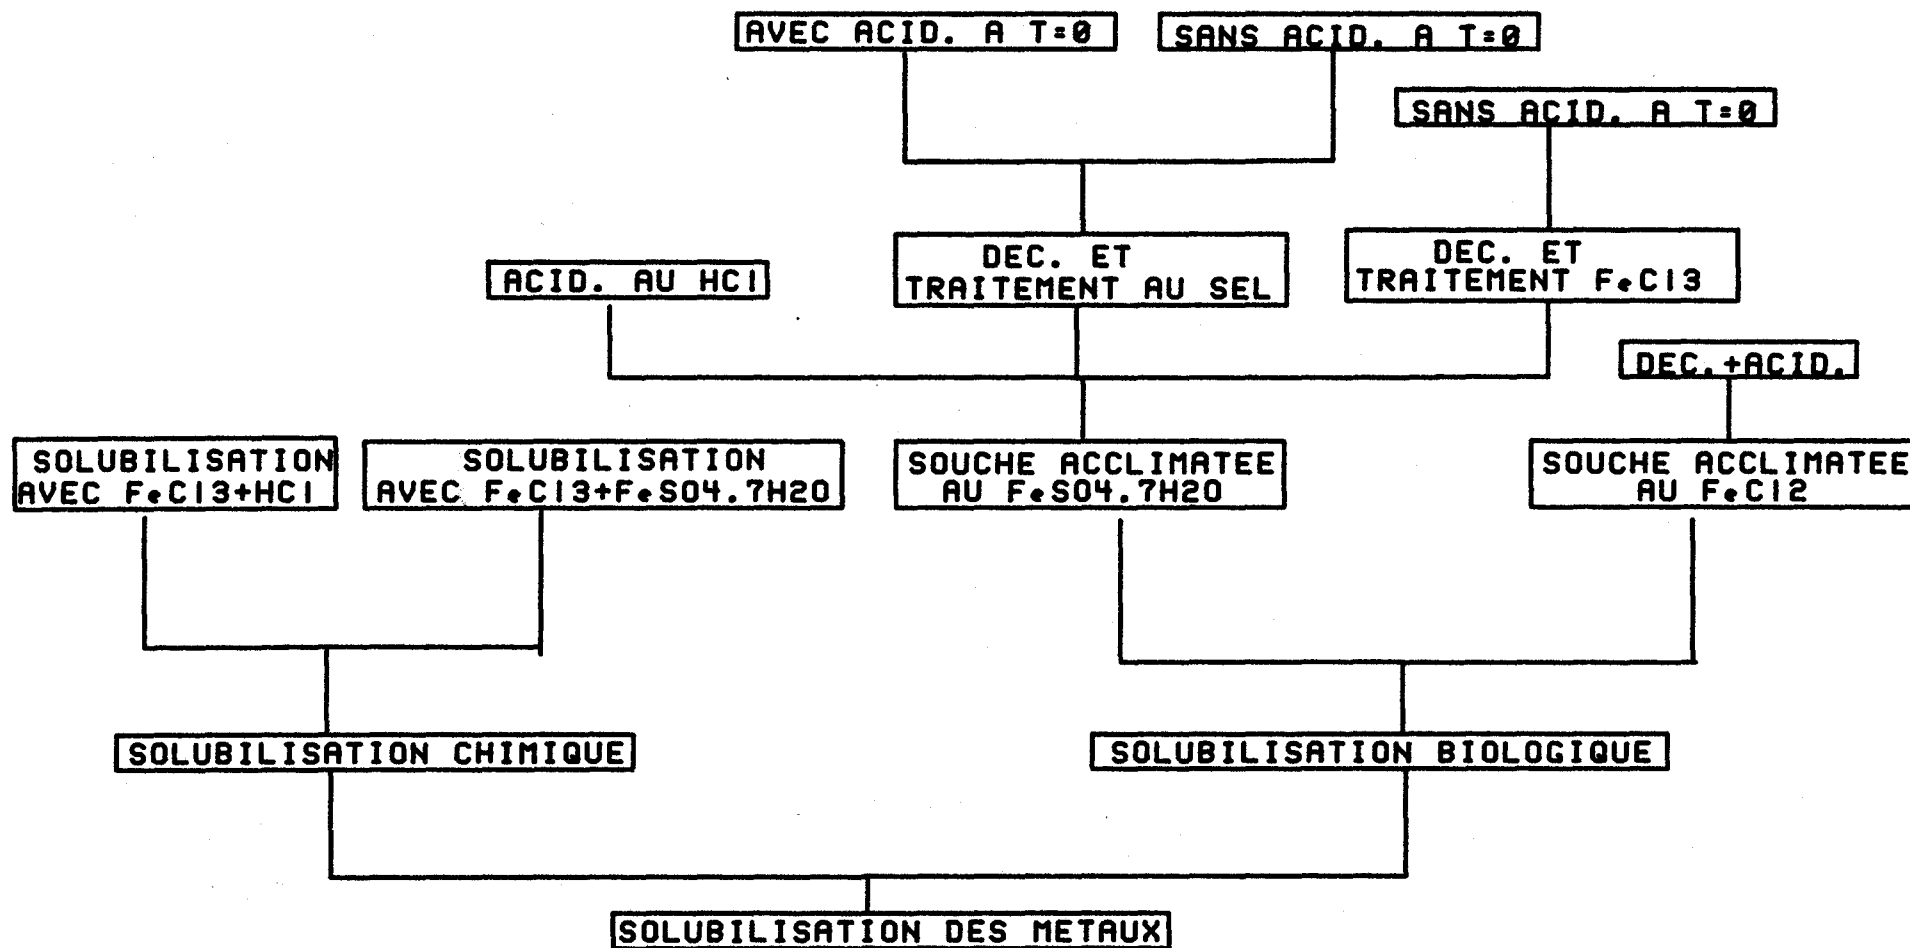 AVEC ACID. A T=0
SANS ACID. A T=0
SANS ACID. A T=0
DEC. ET
TRAITEMENT AU SEL
DEC. ET
TRAITEMENT FeCl3
ACID. AU HCl
DEC.+ACID.
SOLUBILISATION
AVEC FeCl3+HCl
SOLUBILISATION
AVEC FeCl3+FeSO4.7H2O
SOUCHE ACCLIMATEE
AU FeSO4.7H2O
SOUCHE ACCLIMATEE
AU FeCl2
SOLUBILISATION CHIMIQUE
SOLUBILISATION BIOLOGIQUE
SOLUBILISATION DES METAUX